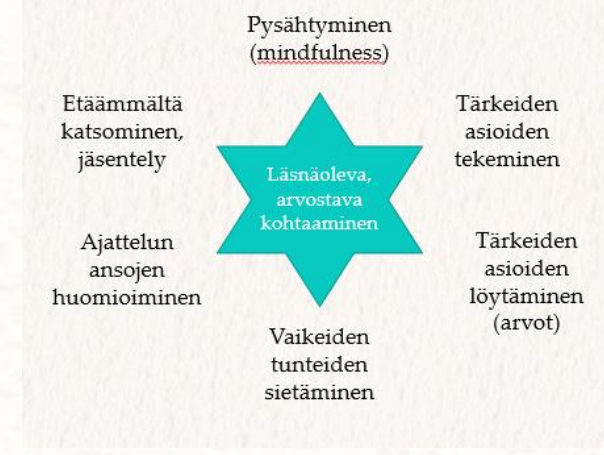 Pysähtyminen
(mindfulness)
Etäämmältä
katsominen,
jäsentely
Tärkeiden
asioiden
tekeminen
Läsnäoleva,
arvostava
kohtaaminen
Ajattelun
ansojen
huomioiminen
Tärkeiden
asioiden
löytäminen
(arvot)
Vaikeiden
tunteiden
sietäminen